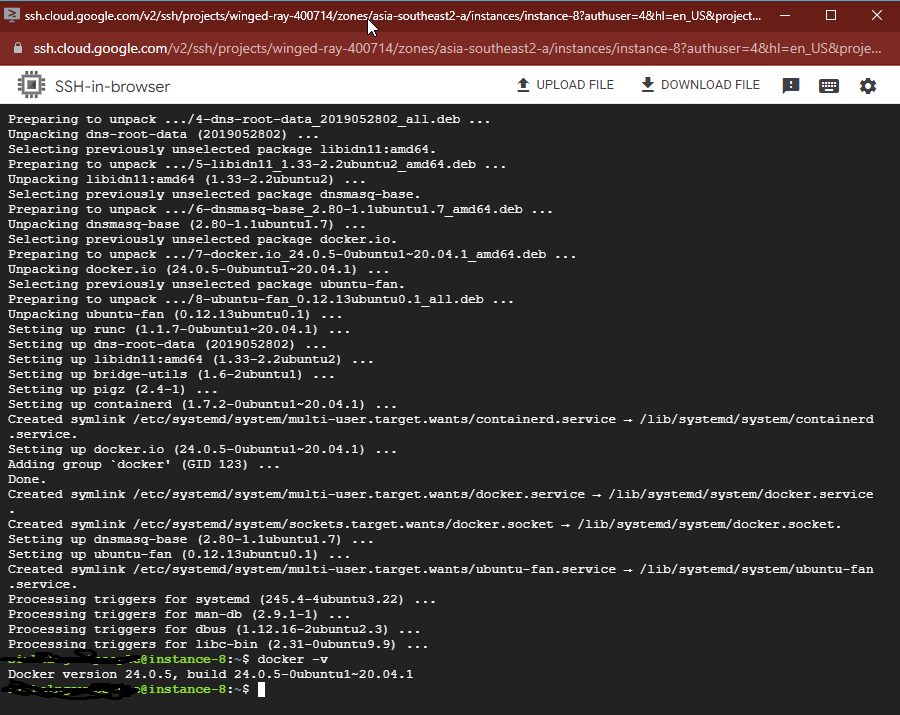 ssh.cloud.google.com/v2/ssh/projects/winged-ray-400714/zones/asia-southeast2-a/instances/instance-8?authuser=4&hl=en_US&project...
ssh.cloud.google.com/v2/ssh/projects/winged-ray-400714/zones/asia-southeast2-a/instances/instance-8?authuser=4&hl=en_US&proje...
SSH-in-browser UPLOAD FILE DOWNLOAD FILE
Preparing to unpack .../4-dns-root-data_2019052802_all.deb ...
Unpacking dns-root-data (2019052802) ...
Selecting previously unselected package libidn11:amd64.
Preparing to unpack .../5-libidn11_1.33-2.2ubuntu2_amd64.deb ...
Unpacking libidn11:amd64 (1.33-2.2ubuntu2) ...
Selecting previously unselected package dnsmasq-base.
Preparing to unpack .../6-dnsmasq-base_2.80-1.1ubuntu1.7_amd64.deb ...
Unpacking dnsmasq-base (2.80-1.1ubuntu1.7) ...
Selecting previously unselected package docker.io.
Preparing to unpack .../7-docker.io_24.0.5-0ubuntu1~20.04.1_amd64.deb ...
Unpacking docker.io (24.0.5-0ubuntu1~20.04.1) ...
Selecting previously unselected package ubuntu-fan.
Preparing to unpack .../8-ubuntu-fan_0.12.13ubuntu0.1_all.deb ...
Unpacking ubuntu-fan (0.12.13ubuntu0.1) ...
Setting up runc (1.1.7-0ubuntu1~20.04.1) ...
Setting up dns-root-data (2019052802) ...
Setting up libidn11:amd64 (1.33-2.2ubuntu2) ...
Setting up bridge-utils (1.6-2ubuntu1) ...
Setting up pigz (2.4-1) ...
Setting up containerd (1.7.2-0ubuntu1~20.04.1) ...
Created symlink /etc/systemd/system/multi-user.target.wants/containerd.service → /lib/systemd/system/containerd
.service.
Setting up docker.io (24.0.5-0ubuntu1~20.04.1) ...
Adding group `docker' (GID 123) ...
Done.
Created symlink /etc/systemd/system/multi-user.target.wants/docker.service → /lib/systemd/system/docker.service
.
Created symlink /etc/systemd/system/sockets.target.wants/docker.socket → /lib/systemd/system/docker.socket.
Setting up dnsmasq-base (2.80-1.1ubuntu1.7) ...
Setting up ubuntu-fan (0.12.13ubuntu0.1) ...
Created symlink /etc/systemd/system/multi-user.target.wants/ubuntu-fan.service → /lib/systemd/system/ubuntu-fan
.service.
Processing triggers for systemd (245.4-4ubuntu3.22) ...
Processing triggers for man-db (2.9.1-1) ...
Processing triggers for dbus (1.12.16-2ubuntu2.3) ...
Processing triggers for libc-bin (2.31-0ubuntu9.9) ...
@instance-8:~$ docker -v
Docker version 24.0.5, build 24.0.5-0ubuntu1~20.04.1
@instance-8:~$